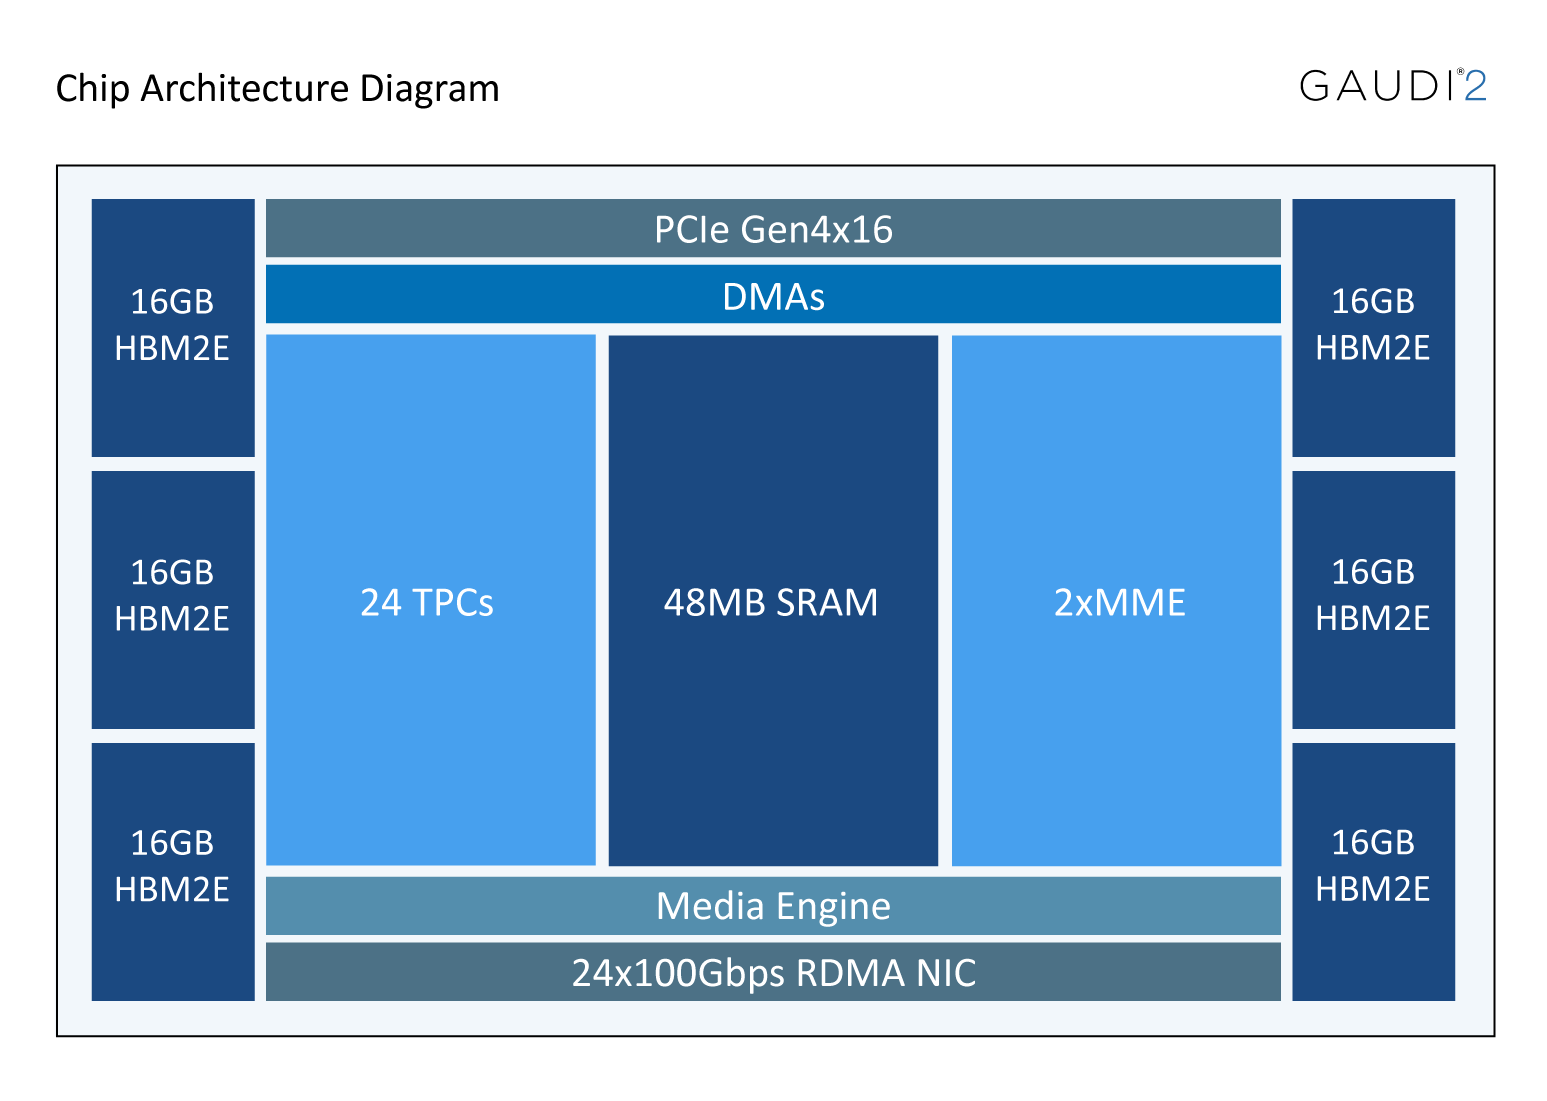 Chip Architecture Diagram
GAUDI®2
16GB
HBM2E
16GB
HBM2E
16GB
HBM2E
PCIe Gen4x16
DMAs
24 TPCs
48MB SRAM
2xMME
Media Engine
24x100Gbps RDMA NIC
16GB
HBM2E
16GB
HBM2E
16GB
HBM2E